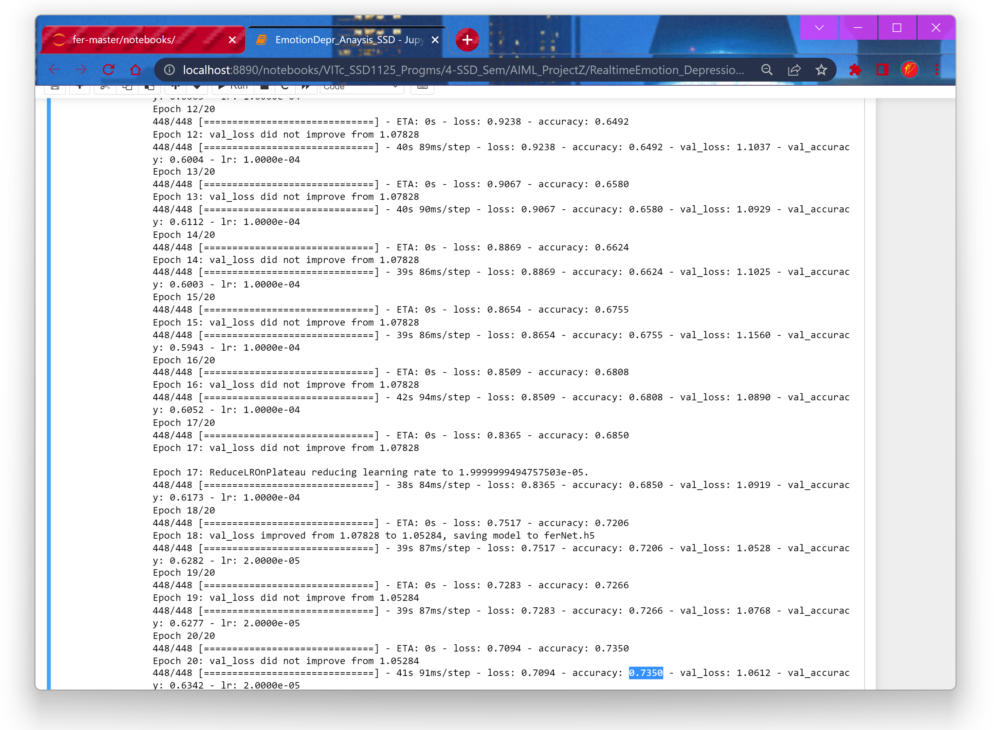 fer-master/notebooks/
EmotionDepr_Anaysis_SSD - Jupy
localhost:8890/notebooks/VITc_SSD1125_Progms/4-SSD_Sem/AIML_ProjectZ/RealtimeEmotion_Depressio...
Run Code
Epoch 12/20
448/448 [==============================] - ETA: 0s - loss: 0.9238 - accuracy: 0.6492
Epoch 12: val_loss did not improve from 1.07828
448/448 [==============================] - 40s 89ms/step - loss: 0.9238 - accuracy: 0.6492 - val_loss: 1.1037 - val_accurac
y: 0.6004 - lr: 1.0000e-04
Epoch 13/20
448/448 [==============================] - ETA: 0s - loss: 0.9067 - accuracy: 0.6580
Epoch 13: val_loss did not improve from 1.07828
448/448 [==============================] - 40s 90ms/step - loss: 0.9067 - accuracy: 0.6580 - val_loss: 1.0929 - val_accurac
y: 0.6112 - lr: 1.0000e-04
Epoch 14/20
448/448 [==============================] - ETA: 0s - loss: 0.8869 - accuracy: 0.6624
Epoch 14: val_loss did not improve from 1.07828
448/448 [==============================] - 39s 86ms/step - loss: 0.8869 - accuracy: 0.6624 - val_loss: 1.1025 - val_accurac
y: 0.6003 - lr: 1.0000e-04
Epoch 15/20
448/448 [==============================] - ETA: 0s - loss: 0.8654 - accuracy: 0.6755
Epoch 15: val_loss did not improve from 1.07828
448/448 [==============================] - 39s 86ms/step - loss: 0.8654 - accuracy: 0.6755 - val_loss: 1.1560 - val_accurac
y: 0.5943 - lr: 1.0000e-04
Epoch 16/20
448/448 [==============================] - ETA: 0s - loss: 0.8509 - accuracy: 0.6808
Epoch 16: val_loss did not improve from 1.07828
448/448 [==============================] - 42s 94ms/step - loss: 0.8509 - accuracy: 0.6808 - val_loss: 1.0890 - val_accurac
y: 0.6052 - lr: 1.0000e-04
Epoch 17/20
448/448 [==============================] - ETA: 0s - loss: 0.8365 - accuracy: 0.6850
Epoch 17: val_loss did not improve from 1.07828
Epoch 17: ReduceLROnPlateau reducing learning rate to 1.9999999494757503e-05.
448/448 [==============================] - 38s 84ms/step - loss: 0.8365 - accuracy: 0.6850 - val_loss: 1.0919 - val_accurac
y: 0.6173 - lr: 1.0000e-04
Epoch 18/20
448/448 [==============================] - ETA: 0s - loss: 0.7517 - accuracy: 0.7206
Epoch 18: val_loss improved from 1.07828 to 1.05284, saving model to ferNet.h5
448/448 [==============================] - 39s 87ms/step - loss: 0.7517 - accuracy: 0.7206 - val_loss: 1.0528 - val_accurac
y: 0.6282 - lr: 2.0000e-05
Epoch 19/20
448/448 [==============================] - ETA: 0s - loss: 0.7283 - accuracy: 0.7266
Epoch 19: val_loss did not improve from 1.05284
448/448 [==============================] - 39s 87ms/step - loss: 0.7283 - accuracy: 0.7266 - val_loss: 1.0768 - val_accurac
y: 0.6277 - lr: 2.0000e-05
Epoch 20/20
448/448 [==============================] - ETA: 0s - loss: 0.7094 - accuracy: 0.7350
Epoch 20: val_loss did not improve from 1.05284
448/448 [==============================] - 41s 91ms/step - loss: 0.7094 - accuracy: 0.7350 - val_loss: 1.0612 - val_accurac
y: 0.6342 - lr: 2.0000e-05